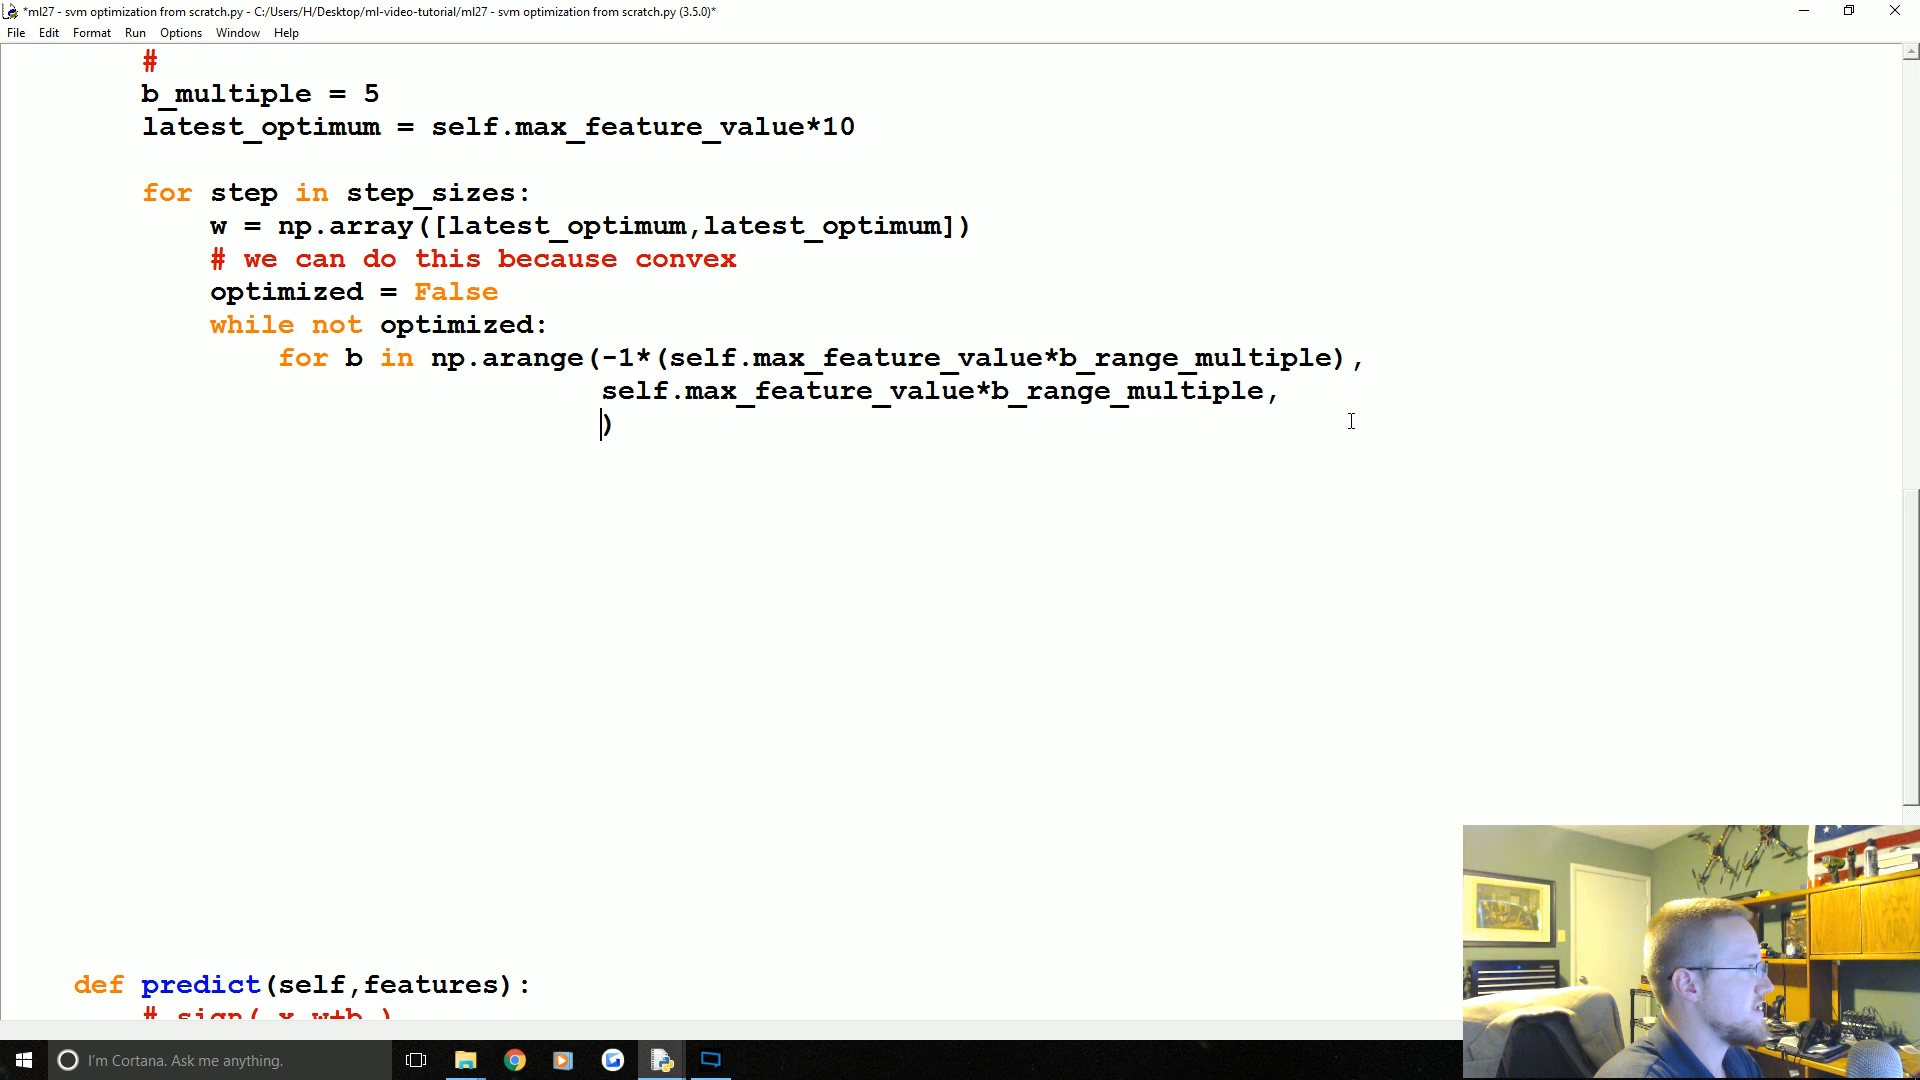 *ml27 - svm optimization from scratch.py - C:/Users/H/Desktop/ml-video-tutorial/ml27 - svm optimization from scratch.py (3.5.0)*
File Edit Format Run Options Window Help
#
b_multiple = 5
latest_optimum = self.max_feature_value*10
for step in step_sizes:
w = np.array([latest_optimum,latest_optimum])
# we can do this because convex
optimized = False
while not optimized:
for b in np.arange(-1*(self.max_feature_value*b_range_multiple),
self.max_feature_value*b_range_multiple,
)
def predict(self,features):
# sign( x.w+b )
I'm Cortana. Ask me anything.